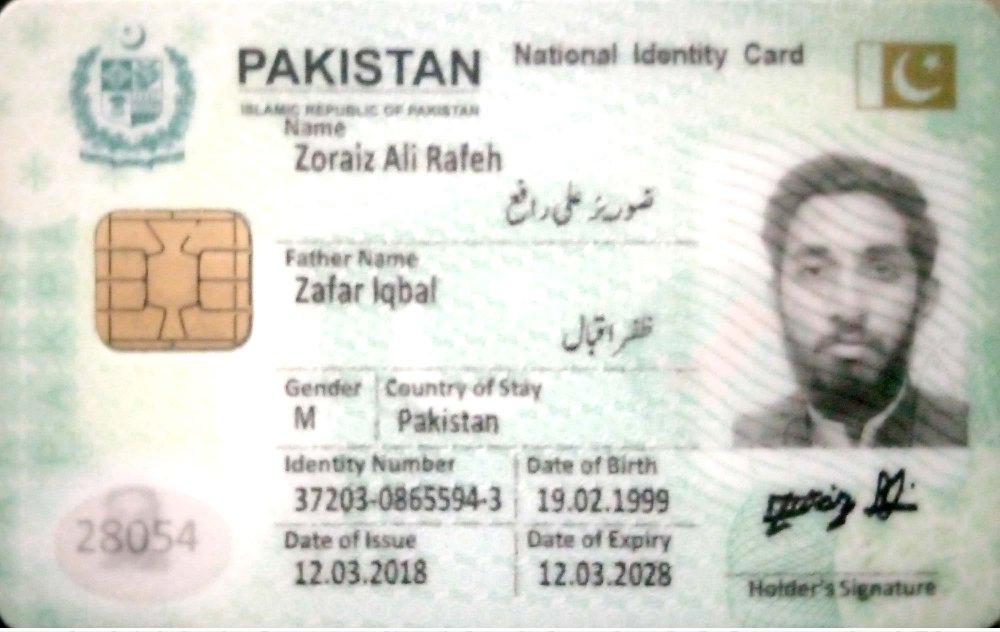 PAKISTAN National Identity Card
ISLAMIC REPUBLIC OF PAKISTAN
Name
Zoraiz Ali Rafeh
ضوریز علی رافع
Father Name
Zafar Iqbal
ظفر اقبال
Gender Country of Stay
M Pakistan
Identity Number Date of Birth
37203-0865594-3 19.02.1999
Date of Issue Date of Expiry
12.03.2018 12.03.2028
28054
Holder's Signature